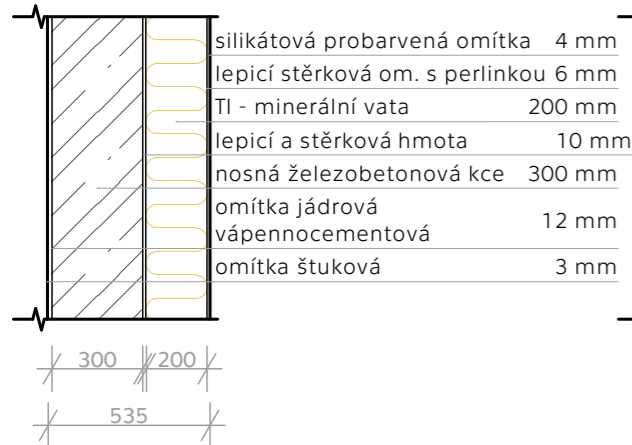 silikátová probarvená omítka 4 mm
lepicí stěrková om. s perlinkou 6 mm
TI - minerální vata 200 mm
lepicí a stěrková hmota 10 mm
nosná železobetonová kce 300 mm
omítka jádrová
vápennocementová 12 mm
omítka štuková 3 mm
300 200
535